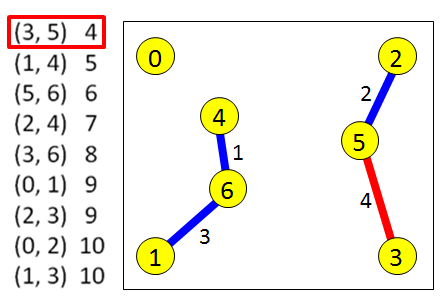 (3, 5) 4
(1, 4) 5
(5, 6) 6
(2, 4) 7
(3, 6) 8
(0, 1) 9
(2, 3) 9
(0, 2) 10
(1, 3) 10
0
2
2
4
5
1
6
4
3
1
3